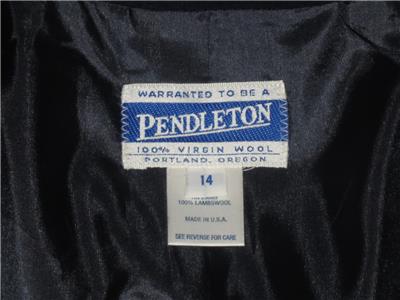 WARRANTED TO BE A
PENDLETON
100% VIRGIN WOOL
PORTLAND, OREGON
14
100% LAMBSWOOL
MADE IN U.S.A.
SEE REVERSE FOR CARE